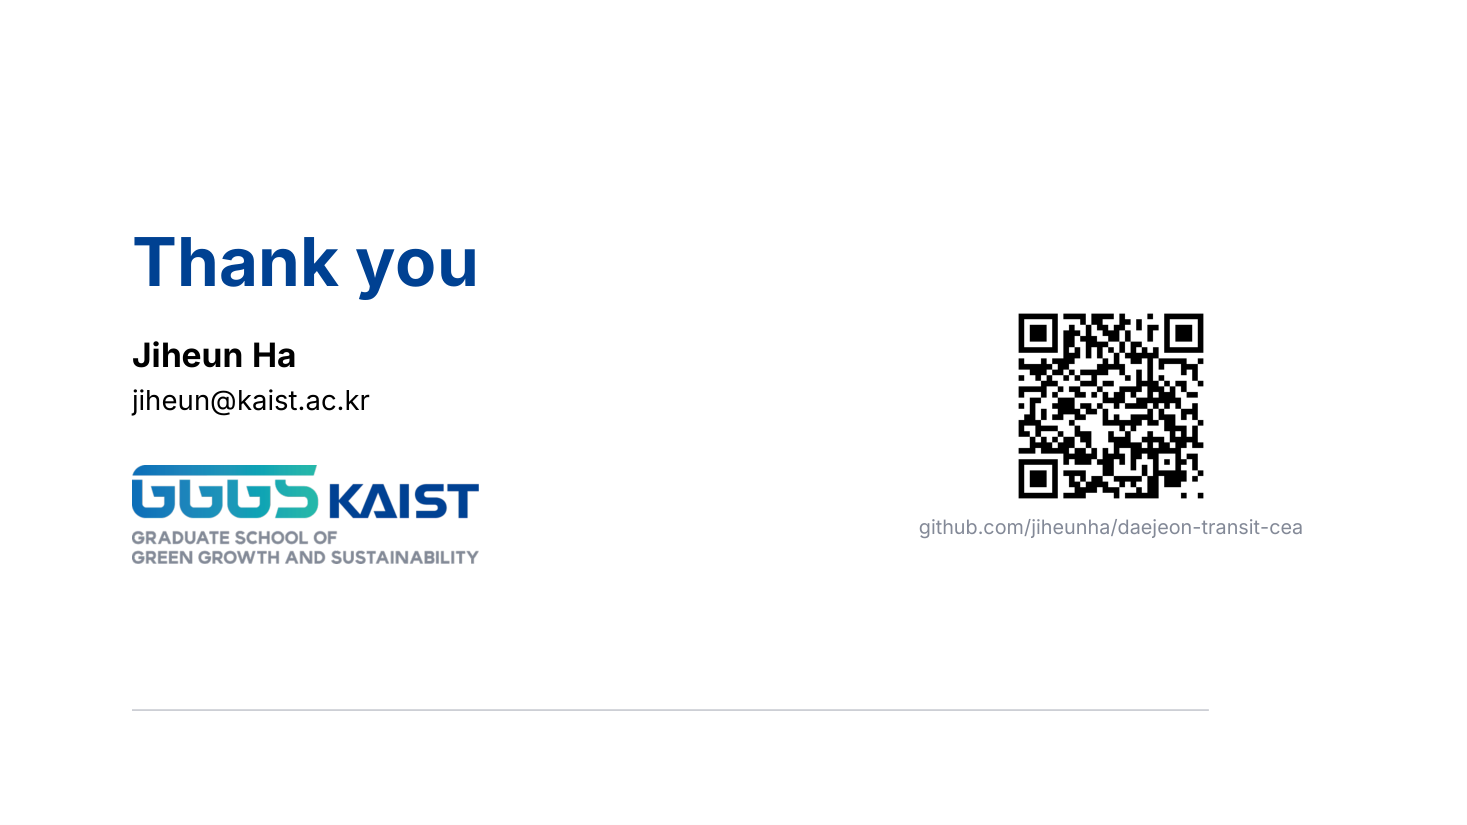 Thank you
Jiheun Ha
jiheun@kaist.ac.kr
GGGS KAIST
GRADUATE SCHOOL OF
GREEN GROWTH AND SUSTAINABILITY
github.com/jiheunha/daejeon-transit-cea